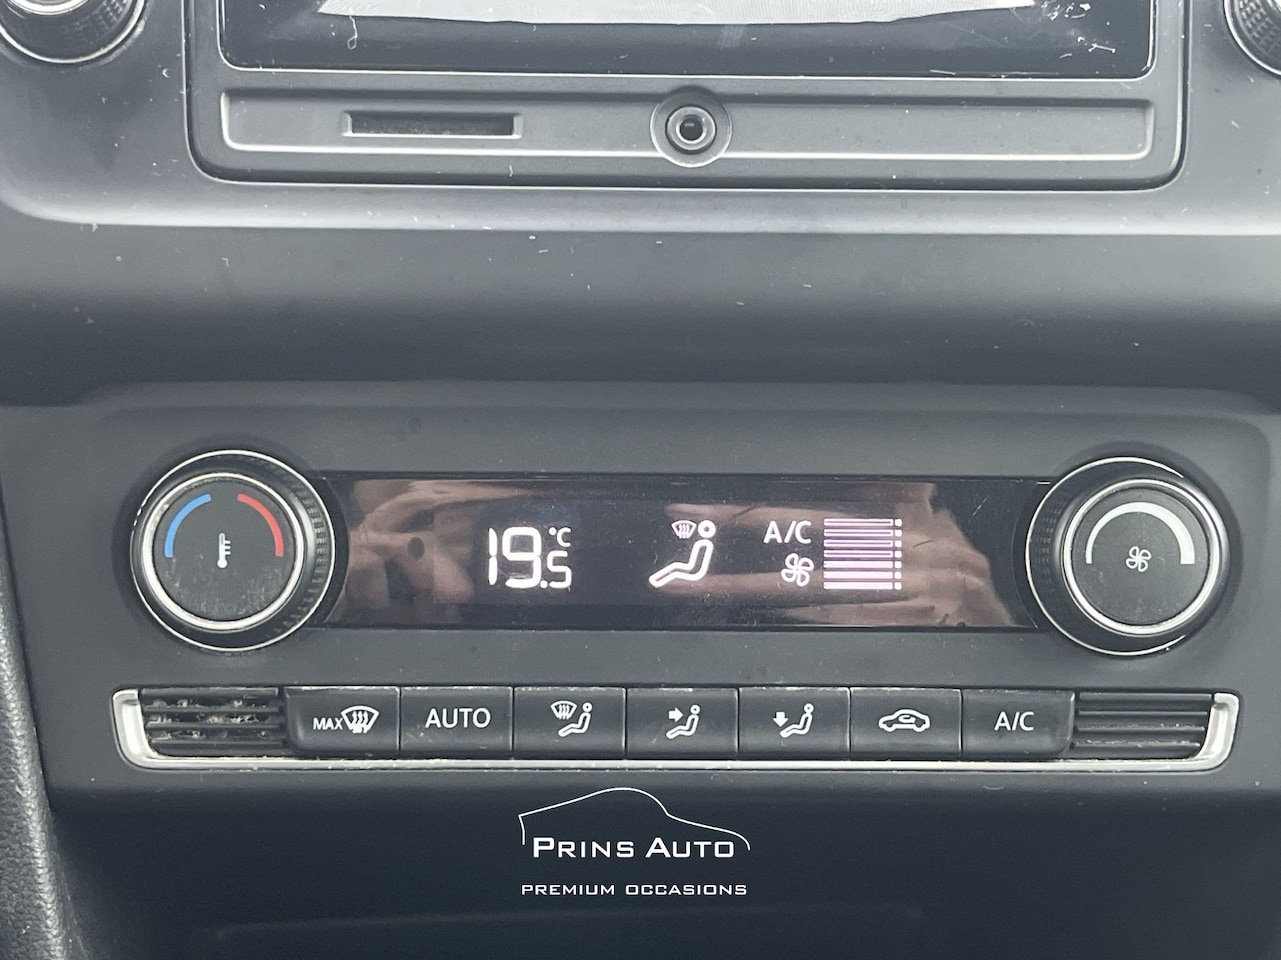 19.5 °C
A/C
MAX
AUTO
A/C
PRINS AUTO
PREMIUM OCCASIONS